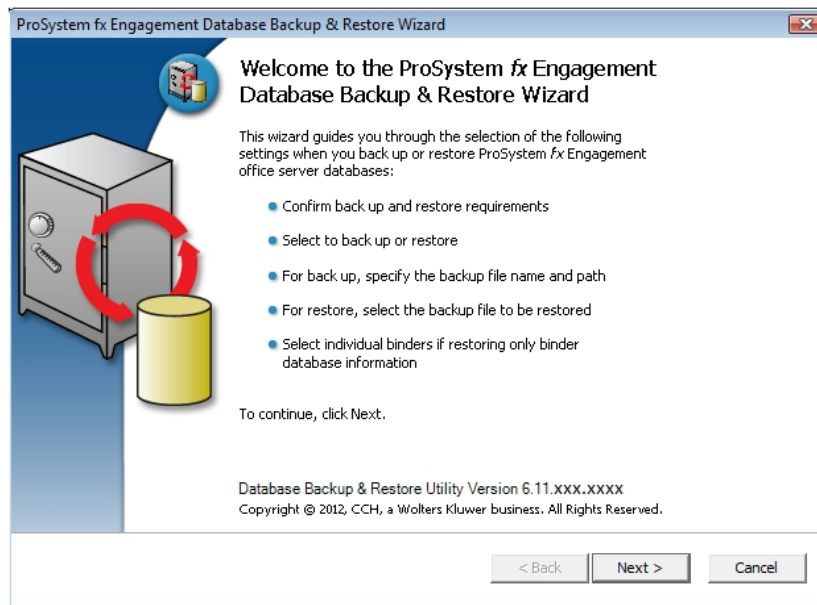 ProSystem fx Engagement Database Backup & Restore Wizard
Welcome to the ProSystem fx Engagement
Database Backup & Restore Wizard
This wizard guides you through the selection of the following
settings when you back up or restore ProSystem fx Engagement
office server databases:
Confirm back up and restore requirements
Select to back up or restore
For back up, specify the backup file name and path
For restore, select the backup file to be restored
Select individual binders if restoring only binder
database information
To continue, click Next.
Database Backup & Restore Utility Version 6.11.xxx.xxxx
Copyright © 2012, CCH, a Wolters Kluwer business. All Rights Reserved.
< Back
Next >
Cancel